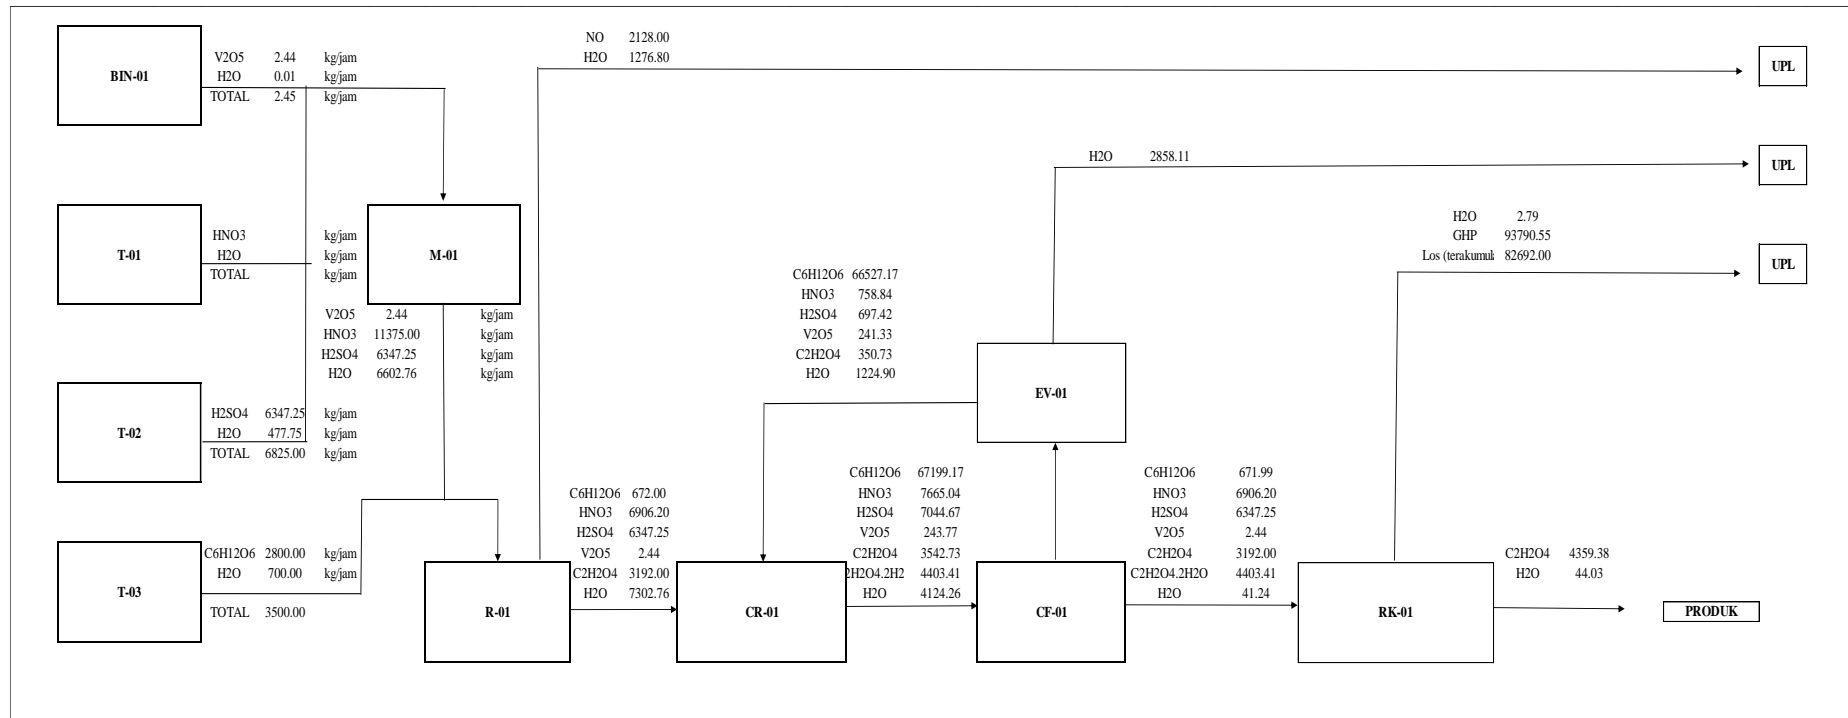 BIN-01
V2O5 2.44 kg/jam
H2O 0.01 kg/jam
TOTAL 2.45 kg/jam
NO 2128.00
H2O 1276.80
UPL
H2O 2858.11
UPL
T-01
HNO3 kg/jam
H2O kg/jam
TOTAL kg/jam
M-01
H2O 2.79
GHP 93790.55
Los (terakumul 82692.00
UPL
V2O5 2.44 kg/jam
HNO3 11375.00 kg/jam
H2SO4 6347.25 kg/jam
H2O 6602.76 kg/jam
C6H12O6 66527.17
HNO3 758.84
H2SO4 697.42
V2O5 241.33
C2H2O4 350.73
H2O 1224.90
EV-01
T-02
H2SO4 6347.25 kg/jam
H2O 477.75 kg/jam
TOTAL 6825.00 kg/jam
T-03
C6H12O6 2800.00 kg/jam
H2O 700.00 kg/jam
TOTAL 3500.00
R-01
C6H12O6 672.00
HNO3 6906.20
H2SO4 6347.25
V2O5 2.44
C2H2O4 3192.00
H2O 7302.76
CR-01
C6H12O6 67199.17
HNO3 7665.04
H2SO4 7044.67
V2O5 243.77
C2H2O4 3542.73
2H2O4.2H2 4403.41
H2O 4124.26
CF-01
C6H12O6 671.99
HNO3 6906.20
H2SO4 6347.25
V2O5 2.44
C2H2O4 3192.00
C2H2O4.2H2O 4403.41
H2O 41.24
RK-01
C2H2O4 4359.38
H2O 44.03
PRODUK